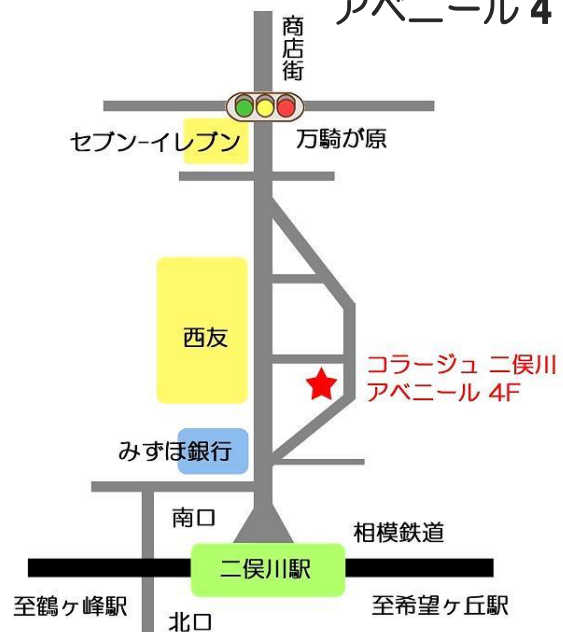 アベニール 4
商店街
セブン-イレブン
万騎が原
西友
コラージュ 二俣川
アベニール 4F
みずほ銀行
南口
相模鉄道
二俣川駅
至鶴ヶ峰駅
至希望ヶ丘駅
北口